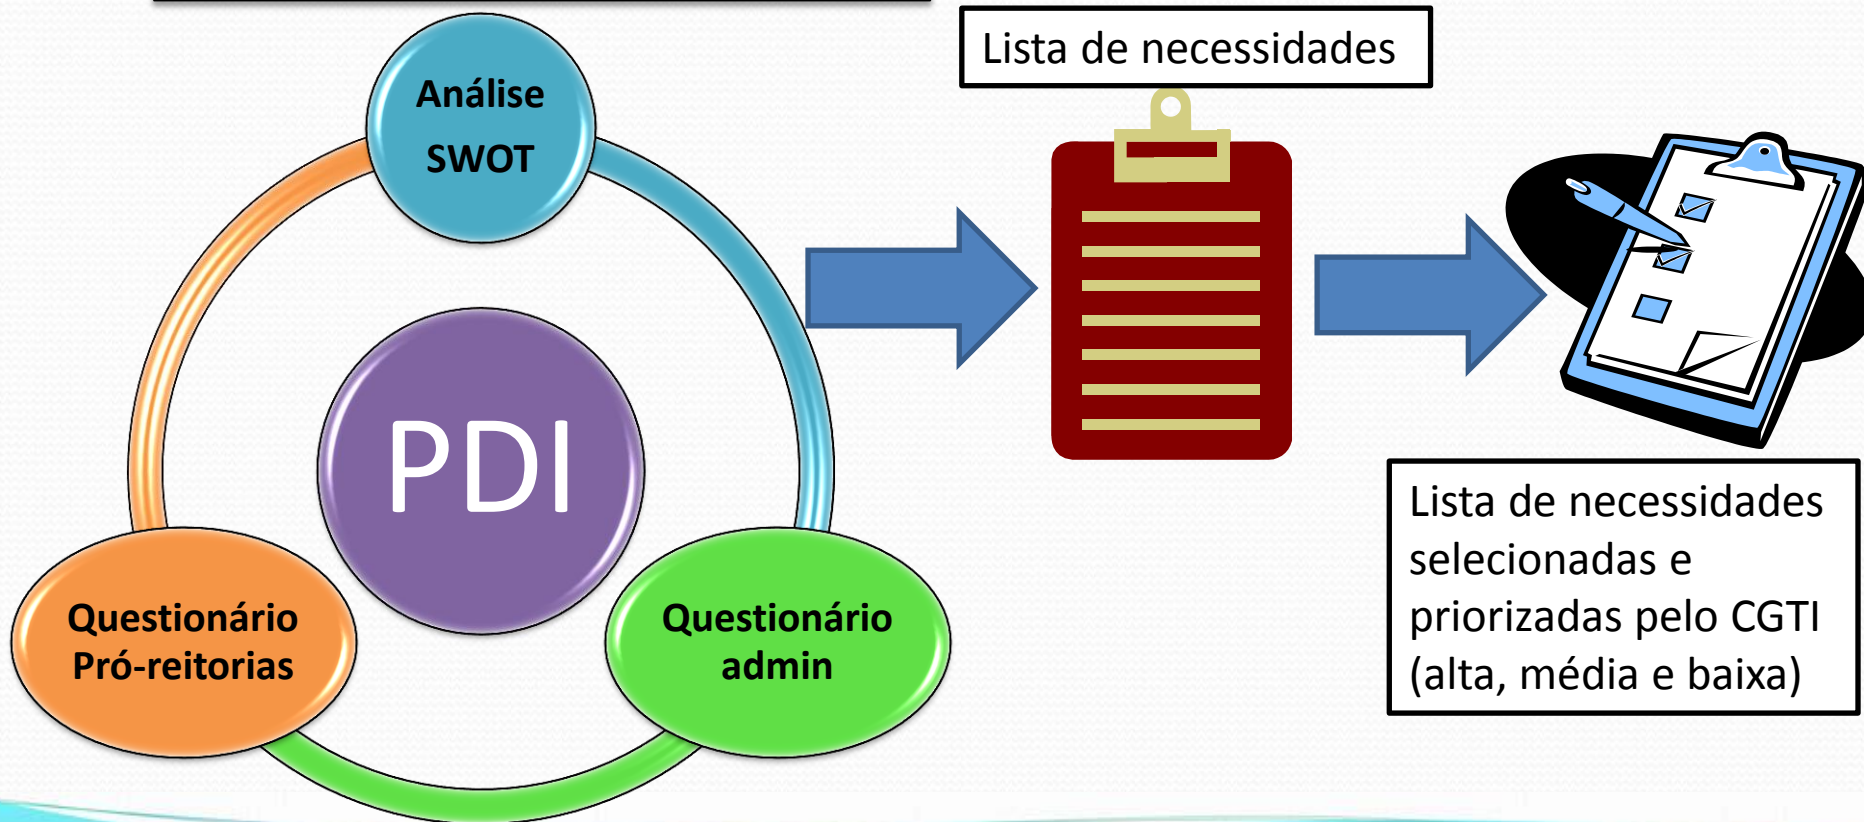 Lista de necessidades
Análise
SWOT
PDI
Questionário
Pró-reitorias
Questionário
admin
Lista de necessidades
selecionadas e
priorizadas pelo CGTI
(alta, média e baixa)